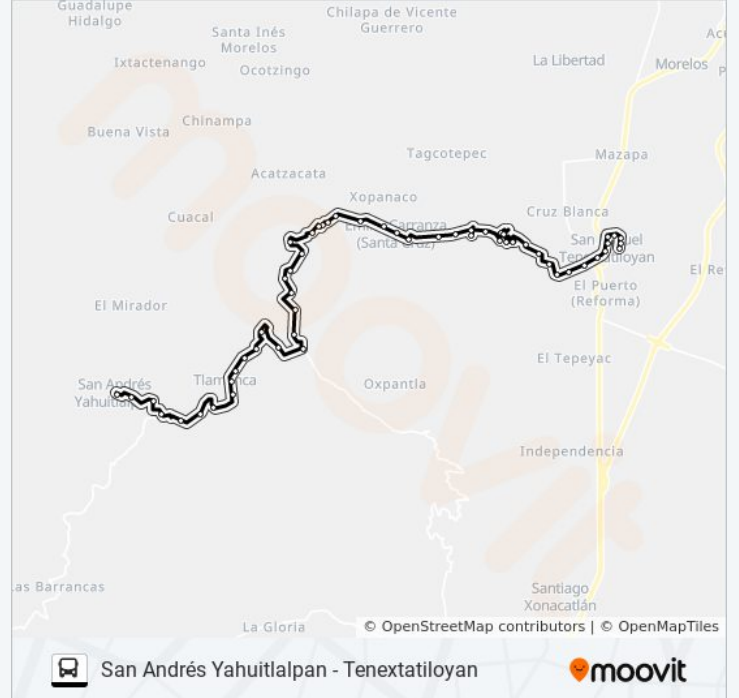 Guadalupe
Hidalgo
Chilapa de Vicente
Guerrero
Santa Inés
Morelos
Ixtactenango
Ocotzingo
La Libertad
Morelos
Chinampa
Buena Vista
Tagcotepec
Mazapa
Acatzacata
Xopanaco
Cuacal
Cruz Blanca
Carranza
(Santa Cruz)
San
El Puerto
(Reforma)
El Mirador
El Tepeyac
San Andrés
Oxpantla
Independencia
Las Barrancas
Santiago
Xonacatlán
La Gloria
© OpenStreetMap contributors | © OpenMapTiles
San Andrés Yahuitlalpan - Tenextatiloyan
moovit
moovit
moovit